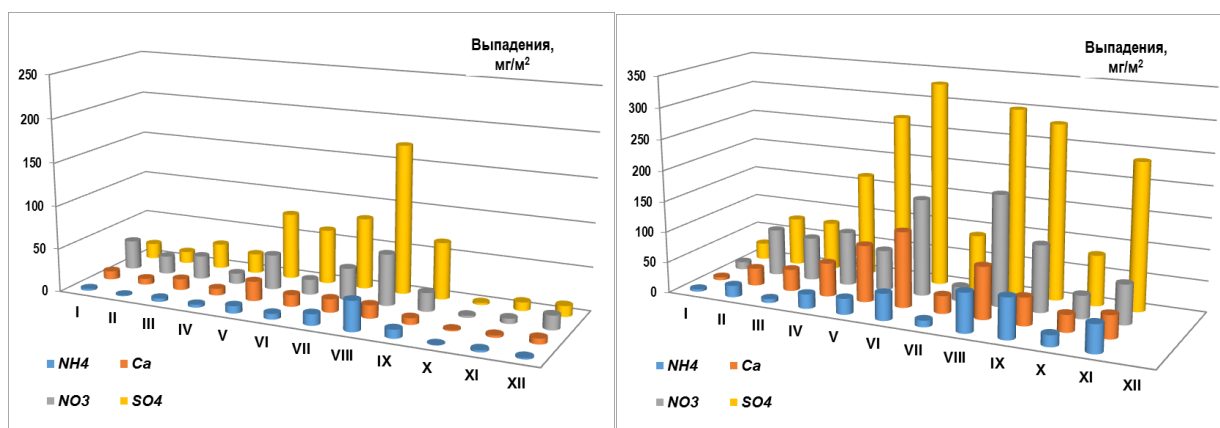 Выпадения,
мг/м²
250
200
150
100
50
0
I
II
III
IV
V
VI
VII
VIII
IX
X
XI
XII
NH4 Ca
NO3 SO4
Выпадения,
мг/м²
350
300
250
200
150
100
50
0
I
II
III
IV
V
VI
VII
VIII
IX
X
XI
XII
NH4 Ca
NO3 SO4